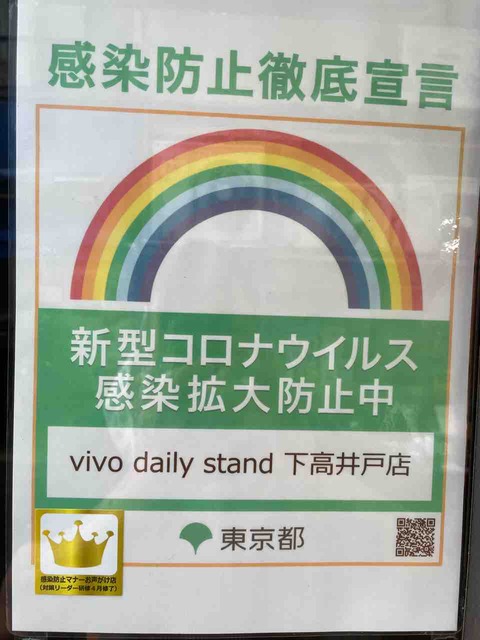 感染防止徹底宣言
新型コロナウイルス
感染拡大防止中
vivo daily stand 下高井戸店
東京都
感染防止マナーお声がけ店
(対策リーダー研修4月修了)